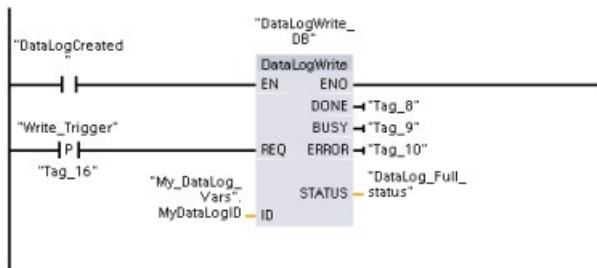 "DataLogWrite_
DB"
"DataLogCreated
"
DataLogWrite
EN ENO
DONE "Tag_8"
BUSY "Tag_9"
"Write_Trigger"
P
REQ ERROR "Tag_10"
"Tag_16"
"My_DataLog_
Vars".
MyDataLogID ID
STATUS "DataLog_Full_
status"